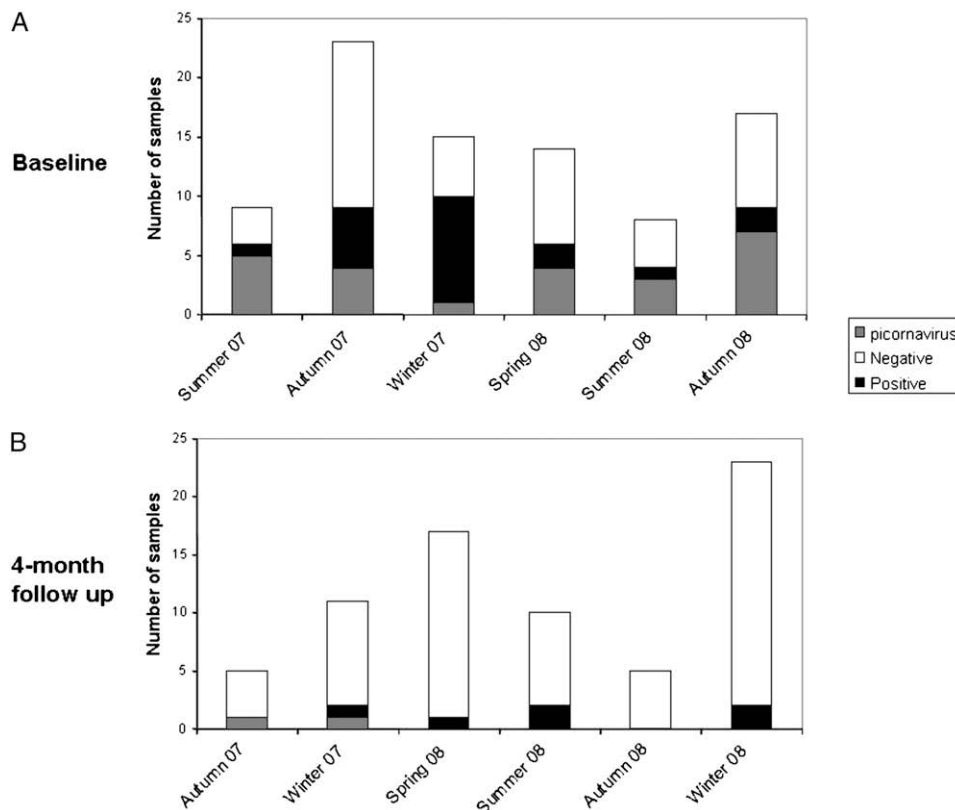 A
Baseline
Number of samples
25
20
15
10
5
0
Summer 07
Autumn 07
Winter 07
Spring 08
Summer 08
Autumn 08
picornavirus
Negative
Positive
B
4-month
follow up
Number of samples
25
20
15
10
5
0
Autumn 07
Winter 07
Spring 08
Summer 08
Autumn 08
Winter 08